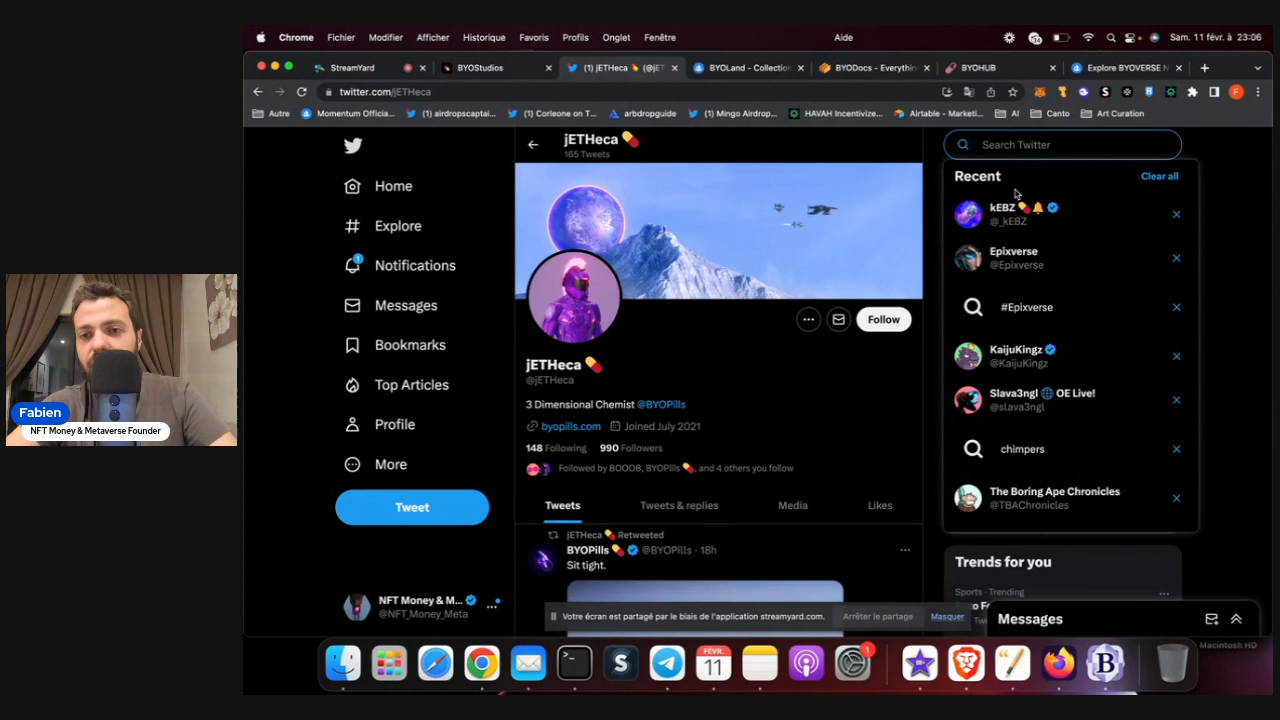 Chrome Fichier Modifier Afficher Historique Favoris Profils Onglet Fenêtre Aide Sam. 11 févr. à 23:06
StreamYard BYOStudios (1) jETHeca 💊 (@jET BYOLand - Collection BYODocs - Everythin BYOHUB Explore BYOVERSE N
twitter.com/jETHeca
Autre Momentum Officia... (1) airdropscaptai... (1) Corleone on T... arbdropguide (1) Mingo Airdrop... HAVAH Incentivize... Airtable - Marketi... AI Canto Art Curation
Home
Explore
1
Notifications
Messages
Bookmarks
Top Articles
Profile
More
Tweet
NFT Money & M...
@NFT_Money_Meta
jETHeca 💊
165 Tweets
Follow
jETHeca 💊
@jETHeca
3 Dimensional Chemist @BYOPills
byopills.com Joined July 2021
148 Following 990 Followers
Followed by BOOOB, BYOPills 💊, and 4 others you follow
Tweets Tweets & replies Media Likes
jETHeca 💊 Retweeted
BYOPills 💊 @BYOPills · 18h
Sit tight.
Search Twitter
Recent Clear all
kEBZ 💊🔔
@_kEBZ
Epixverse
@Epixverse
#Epixverse
KaijuKingz
@KaijuKingz
Slava3ngl 🌐 OE Live!
@slava3ngl
chimpers
The Boring Ape Chronicles
@TBAChronicles
Trends for you
Sports · Trending
Messages
Votre écran est partagé par le biais de l'application streamyard.com. Arrêter le partage Masquer
Fabien
NFT Money & Metaverse Founder
FÉVR.
11
S
1
B
Macintosh HD